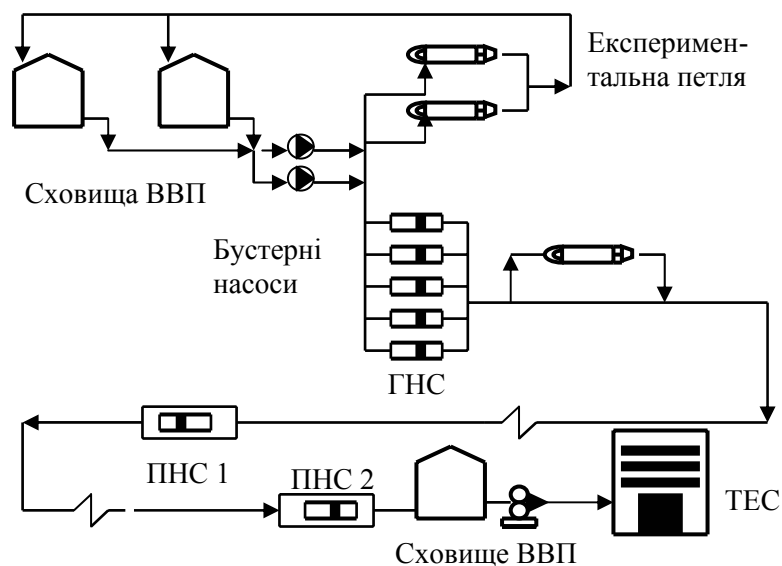 Експеримен-
тальна петля
Сховища ВВП
Бустерні
насоси
ГНС
ПНС 1
ПНС 2
ТЕС
Сховище ВВП